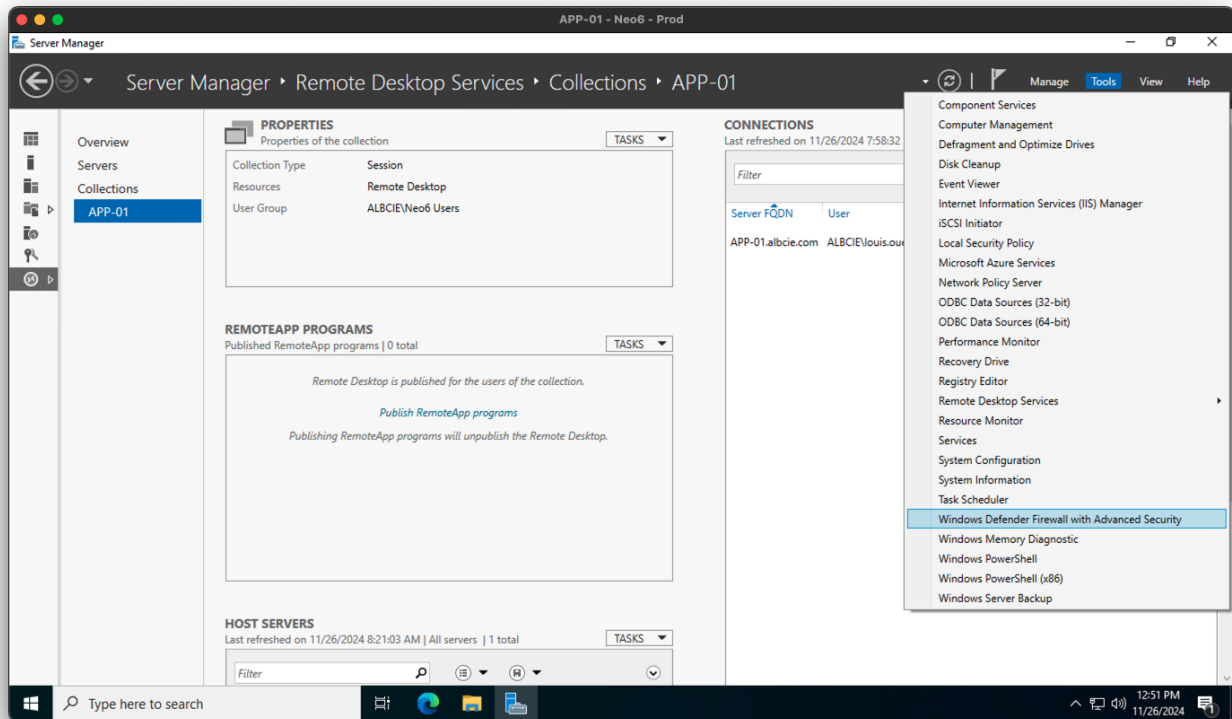 APP-01 - Neo6 - Prod
Server Manager
Server Manager ‣ Remote Desktop Services ‣ Collections ‣ APP-01
Manage
Tools
View
Help
Overview
Servers
Collections
APP-01
PROPERTIES
Properties of the collection
TASKS
Collection Type Session
Resources Remote Desktop
User Group ALBCIE\Neo6 Users
REMOTEAPP PROGRAMS
Published RemoteApp programs | 0 total
TASKS
Remote Desktop is published for the users of the collection.
Publish RemoteApp programs
Publishing RemoteApp programs will unpublish the Remote Desktop.
HOST SERVERS
Last refreshed on 11/26/2024 8:21:03 AM | All servers | 1 total
TASKS
Filter
CONNECTIONS
Last refreshed on 11/26/2024 7:58:32
Filter
Server FQDN User
APP-01.albcie.com ALBCIE\louis.oue
Component Services
Computer Management
Defragment and Optimize Drives
Disk Cleanup
Event Viewer
Internet Information Services (IIS) Manager
iSCSI Initiator
Local Security Policy
Microsoft Azure Services
Network Policy Server
ODBC Data Sources (32-bit)
ODBC Data Sources (64-bit)
Performance Monitor
Recovery Drive
Registry Editor
Remote Desktop Services
Resource Monitor
Services
System Configuration
System Information
Task Scheduler
Windows Defender Firewall with Advanced Security
Windows Memory Diagnostic
Windows PowerShell
Windows PowerShell (x86)
Windows Server Backup
Type here to search
12:51 PM
11/26/2024
1